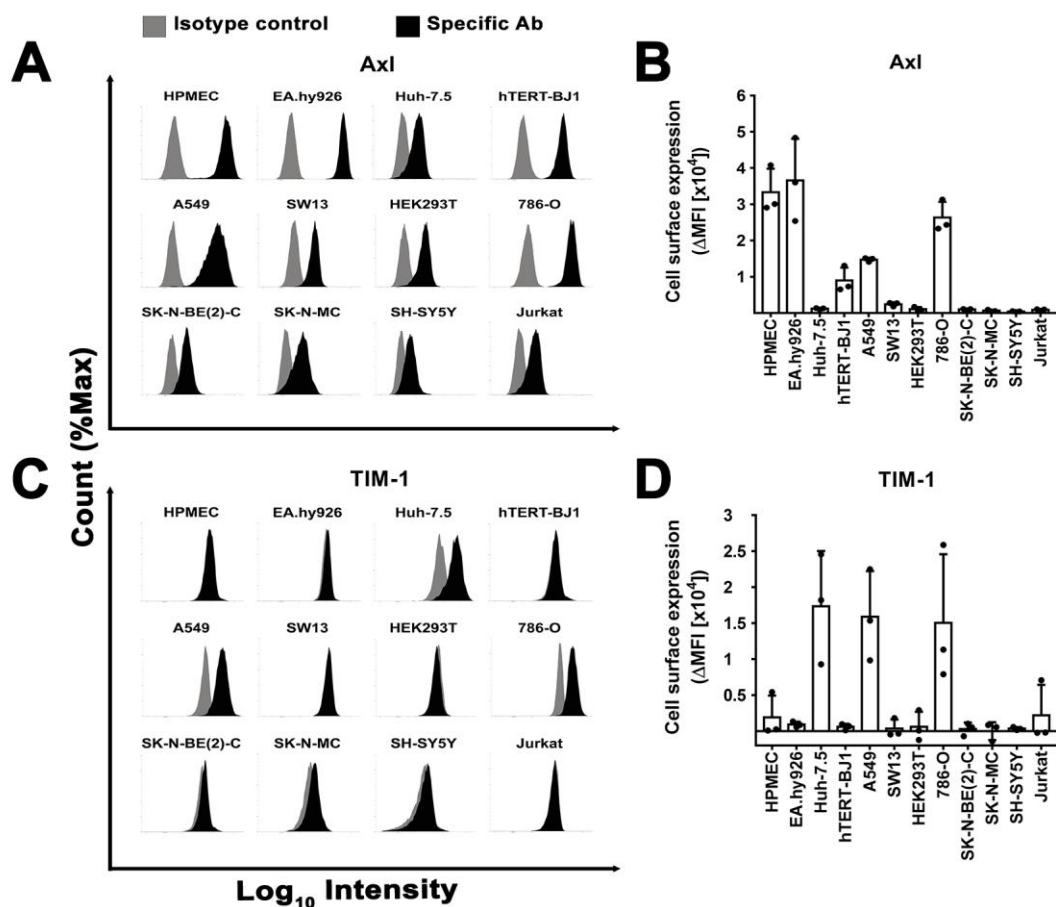 Isotype control
Specific Ab
A
Axl
HPMEC
EA.hy926
Huh-7.5
hTERT-BJ1
A549
SW13
HEK293T
786-O
SK-N-BE(2)-C
SK-N-MC
SH-SY5Y
Jurkat
Count (%Max)
B
Axl
Cell surface expression
(ΔMFI [x10⁴])
6
5
4
3
2
1
HPMEC
EA.hy926
Huh-7.5
hTERT-BJ1
A549
SW13
HEK293T
786-O
SK-N-BE(2)-C
SK-N-MC
SH-SY5Y
Jurkat
C
TIM-1
HPMEC
EA.hy926
Huh-7.5
hTERT-BJ1
A549
SW13
HEK293T
786-O
SK-N-BE(2)-C
SK-N-MC
SH-SY5Y
Jurkat
Log₁₀ Intensity
D
TIM-1
Cell surface expression
(ΔMFI [x10⁴])
3
2.5
2
1.5
1
0.5
HPMEC
EA.hy926
Huh-7.5
hTERT-BJ1
A549
SW13
HEK293T
786-O
SK-N-BE(2)-C
SK-N-MC
SH-SY5Y
Jurkat